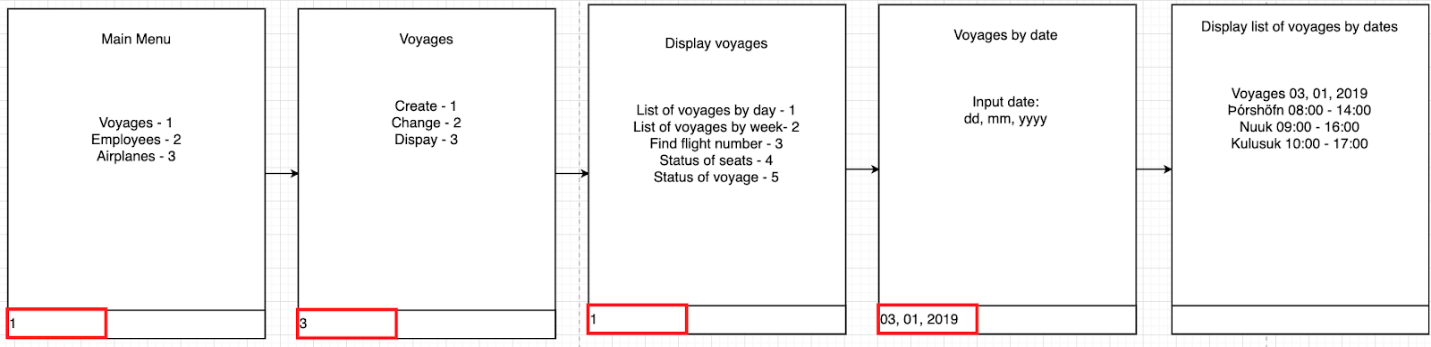 Main Menu
Voyages - 1
Employees - 2
Airplanes - 3
1
Voyages
Create - 1
Change - 2
Dispay - 3
3
Display voyages
List of voyages by day - 1
List of voyages by week- 2
Find flight number - 3
Status of seats - 4
Status of voyage - 5
1
Voyages by date
Input date:
dd, mm, yyyy
03, 01, 2019
Display list of voyages by dates
Voyages 03, 01, 2019
Þórshöfn 08:00 - 14:00
Nuuk 09:00 - 16:00
Kulusuk 10:00 - 17:00